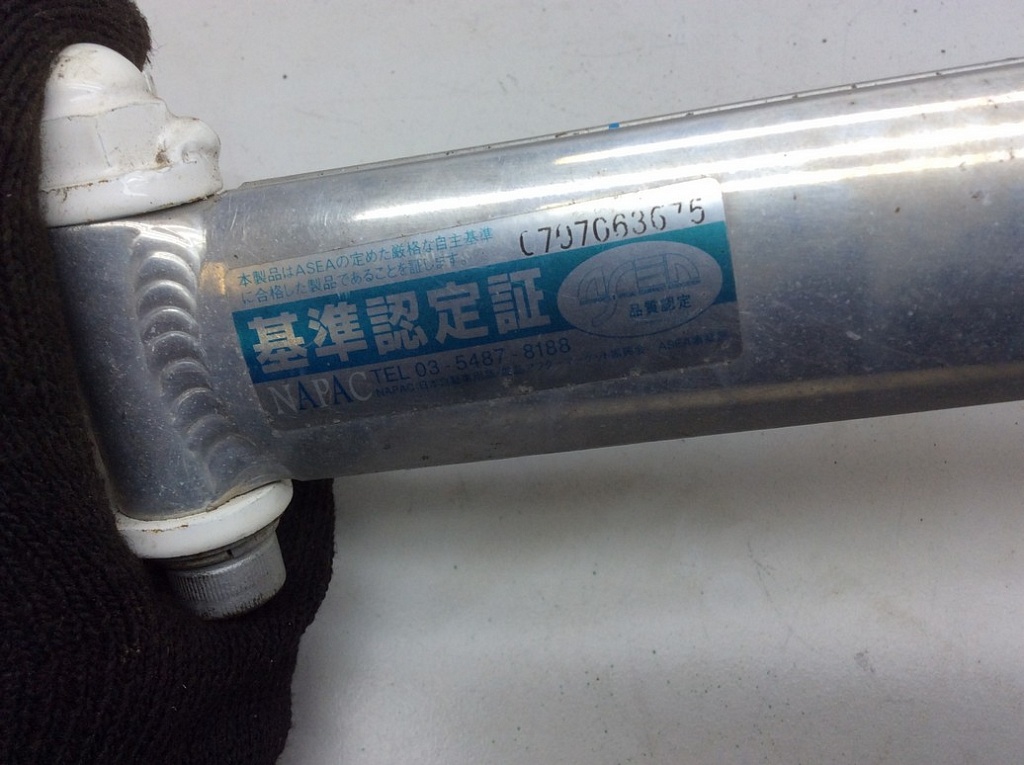 本製品はASEAの定めた厳格な自主基準
に合格した製品であることを証します。
基準認定証
ASEA
品質認定
NAPAC TEL 03-5487-8188